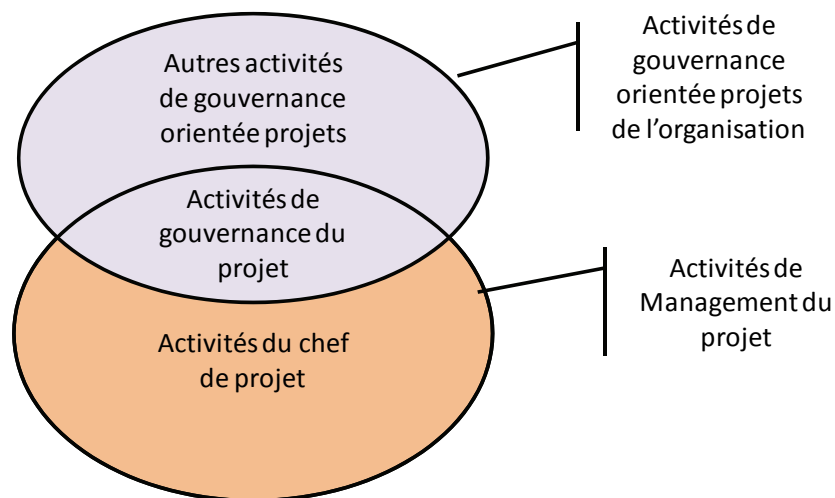 Autres activités
de gouvernance
orientée projets
Activités de
gouvernance
orientée projets
de l’organisation
Activités de
gouvernance du
projet
Activités de
Management du
projet
Activités du chef
de projet